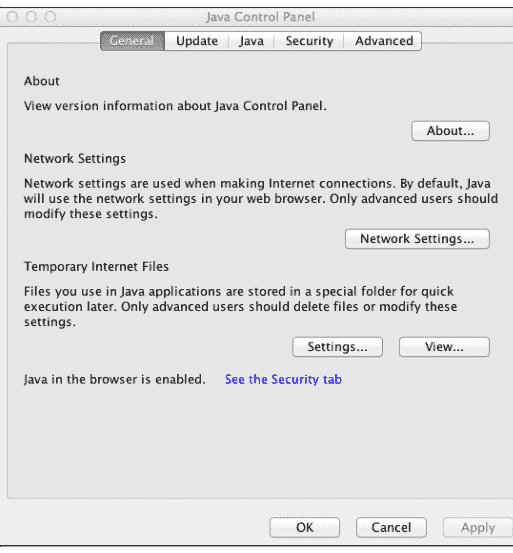 Java Control Panel
General Update Java Security Advanced
About
View version information about Java Control Panel.
About...
Network Settings
Network settings are used when making Internet connections. By default, Java
will use the network settings in your web browser. Only advanced users should
modify these settings.
Network Settings...
Temporary Internet Files
Files you use in Java applications are stored in a special folder for quick
execution later. Only advanced users should delete files or modify these
settings.
Settings... View...
Java in the browser is enabled. See the Security tab
OK Cancel Apply